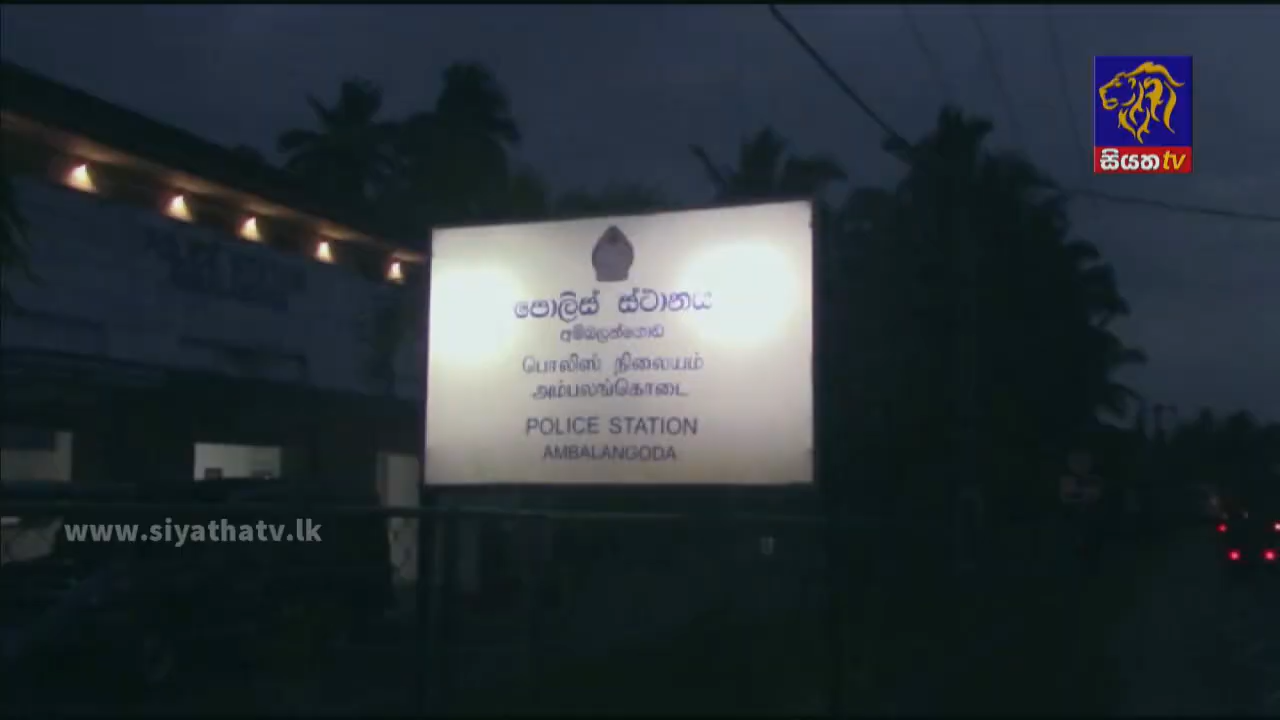 සියත tv
පොලිස් ස්ථානය
අම්බලන්ගොඩ
பொலிஸ் நிலையம்
அம்பலங்கொடை
POLICE STATION
AMBALANGODA
www.siyathatv.lk